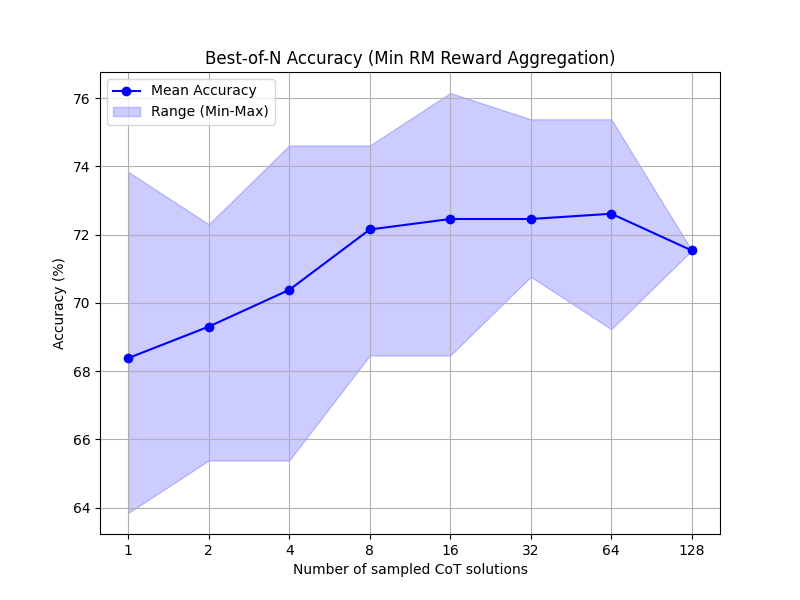 Best-of-N Accuracy (Min RM Reward Aggregation)
Mean Accuracy
Range (Min-Max)
Accuracy (%)
76
74
72
70
68
66
64
1 2 4 8 16 32 64 128
Number of sampled CoT solutions